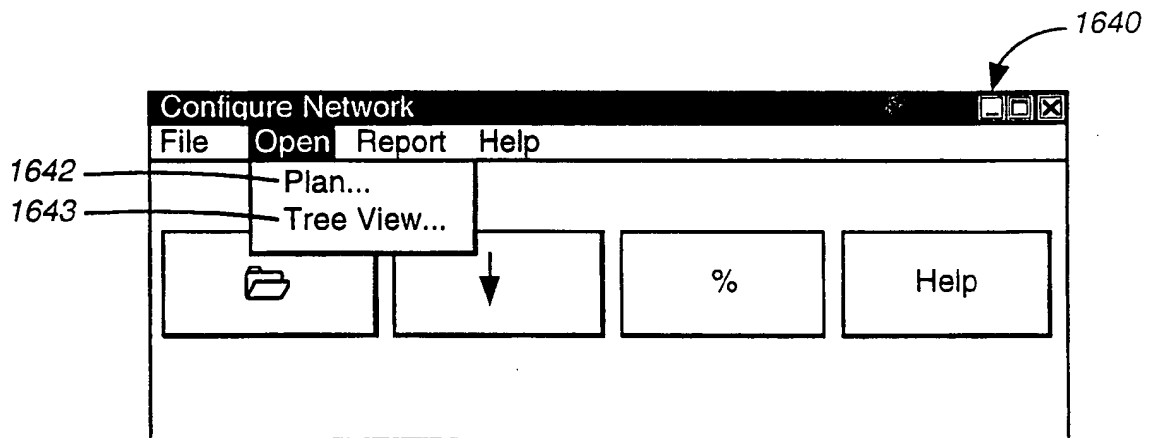 1640
Configure Network
File Open Report Help
1642
Plan...
1643
Tree View...
% Help